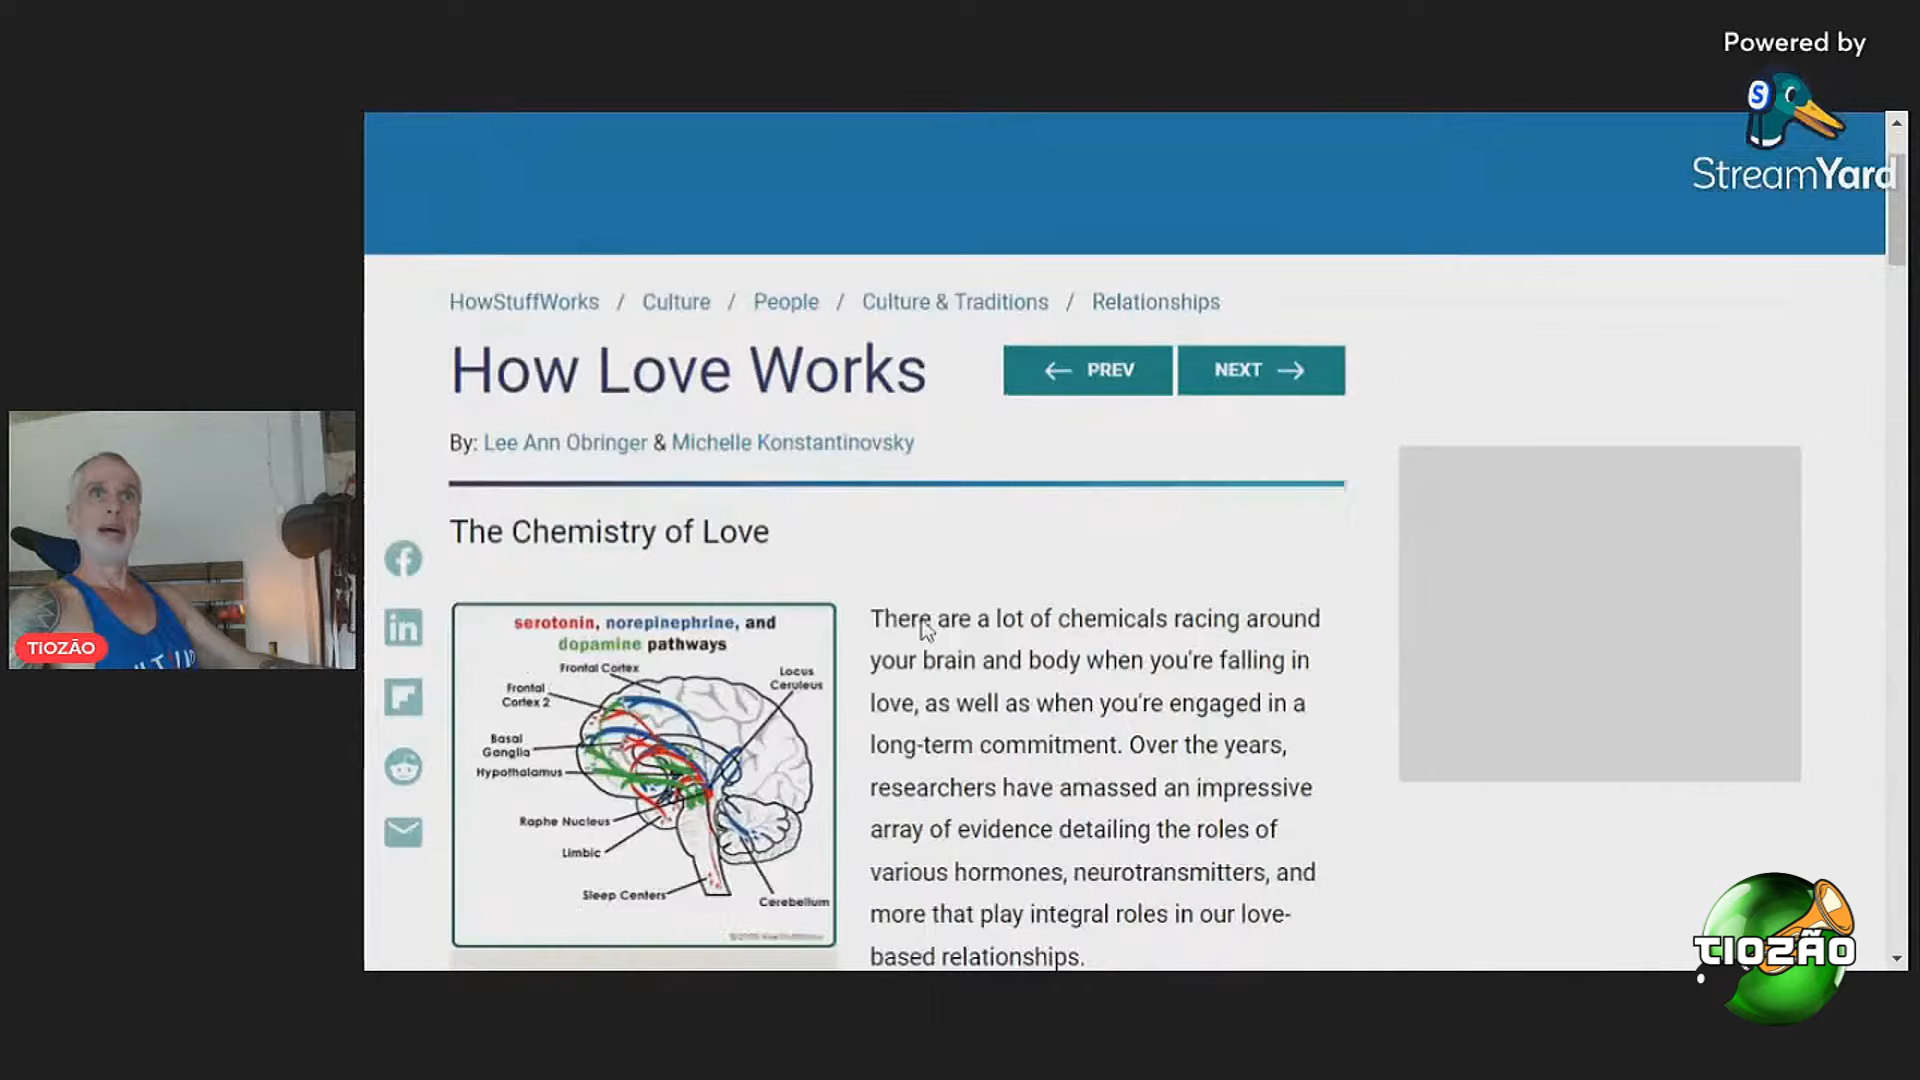 Powered by
StreamYard
HowStuffWorks / Culture / People / Culture & Traditions / Relationships
How Love Works
PREV
NEXT
By: Lee Ann Obringer & Michelle Konstantinovsky
The Chemistry of Love
serotonin, norepinephrine, and
dopamine pathways
Frontal Cortex
Locus
Ceruleus
Frontal
Cortex 2
Basal
Ganglia
Hypothalamus
Raphe Nucleus
Limbic
Sleep Centers
Cerebellum
There are a lot of chemicals racing around
your brain and body when you're falling in
love, as well as when you're engaged in a
long-term commitment. Over the years,
researchers have amassed an impressive
array of evidence detailing the roles of
various hormones, neurotransmitters, and
more that play integral roles in our love-
based relationships.
TIOZÃO
TIOZÃO